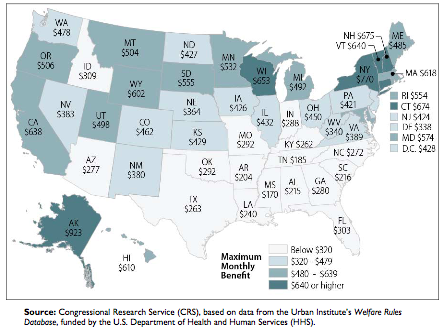 WA
$478
OR
$506
CA
$638
NV
$383
ID
$309
MT
$504
WY
$602
UT
$498
AZ
$277
CO
$462
NM
$380
ND
$427
SD
$555
NE
$364
KS
$429
OK
$292
TX
$263
MN
$532
IA
$426
MO
$292
AR
$204
LA
$240
WI
$653
IL
$432
MS
$170
MI
$492
IN
$288
KY $262
TN $185
AL
$215
OH
$450
GA
$280
FL
$303
SC
$216
NC $272
VA
$389
WV
$340
PA
$421
NY
$770
NH $675
VT $640
ME
$485
MA $618
RI $554
CT $674
NJ $424
DE $338
MD $574
D.C. $428
AK
$923
HI
$610
Maximum
Monthly
Benefit
Below $320
$320 - $479
$480 - $639
$640 or higher
Source: Congressional Research Service (CRS), based on data from the Urban Institute's Welfare Rules
Database, funded by the U.S. Department of Health and Human Services (HHS).